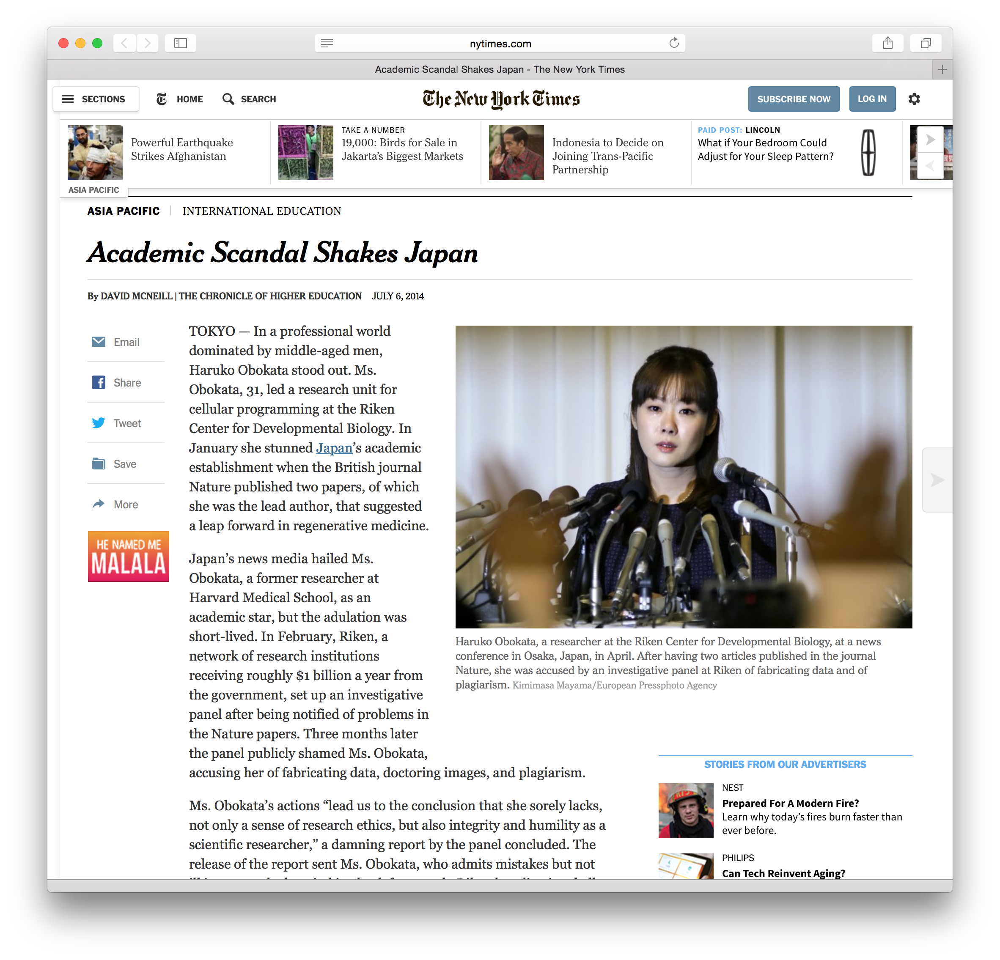 nytimes.com
Academic Scandal Shakes Japan - The New York Times
SECTIONS
HOME
SEARCH
The New York Times
SUBSCRIBE NOW
LOG IN
Powerful Earthquake
Strikes Afghanistan
TAKE A NUMBER
19,000: Birds for Sale in
Jakarta’s Biggest Markets
Indonesia to Decide on
Joining Trans-Pacific
Partnership
PAID POST: LINCOLN
What if Your Bedroom Could
Adjust for Your Sleep Pattern?
ASIA PACIFIC
ASIA PACIFIC | INTERNATIONAL EDUCATION
Academic Scandal Shakes Japan
By DAVID MCNEILL | THE CHRONICLE OF HIGHER EDUCATION JULY 6, 2014
Email
Share
Tweet
Save
More
HE NAMED ME
MALALA
TOKYO — In a professional world
dominated by middle-aged men,
Haruko Obokata stood out. Ms.
Obokata, 31, led a research unit for
cellular programming at the Riken
Center for Developmental Biology. In
January she stunned Japan’s academic
establishment when the British journal
Nature published two papers, of which
she was the lead author, that suggested
a leap forward in regenerative medicine.
Japan’s news media hailed Ms.
Obokata, a former researcher at
Harvard Medical School, as an
academic star, but the adulation was
short-lived. In February, Riken, a
network of research institutions
receiving roughly $1 billion a year from
the government, set up an investigative
panel after being notified of problems in
the Nature papers. Three months later
the panel publicly shamed Ms. Obokata,
accusing her of fabricating data, doctoring images, and plagiarism.
Ms. Obokata’s actions “lead us to the conclusion that she sorely lacks,
not only a sense of research ethics, but also integrity and humility as a
scientific researcher,” a damning report by the panel concluded. The
release of the report sent Ms. Obokata, who admits mistakes but not
Haruko Obokata, a researcher at the Riken Center for Developmental Biology, at a news
conference in Osaka, Japan, in April. After having two articles published in the journal
Nature, she was accused by an investigative panel at Riken of fabricating data and of
plagiarism. Kimimasa Mayama/European Pressphoto Agency
STORIES FROM OUR ADVERTISERS
NEST
Prepared For A Modern Fire?
Learn why today’s fires burn faster than
ever before.
PHILIPS
Can Tech Reinvent Aging?